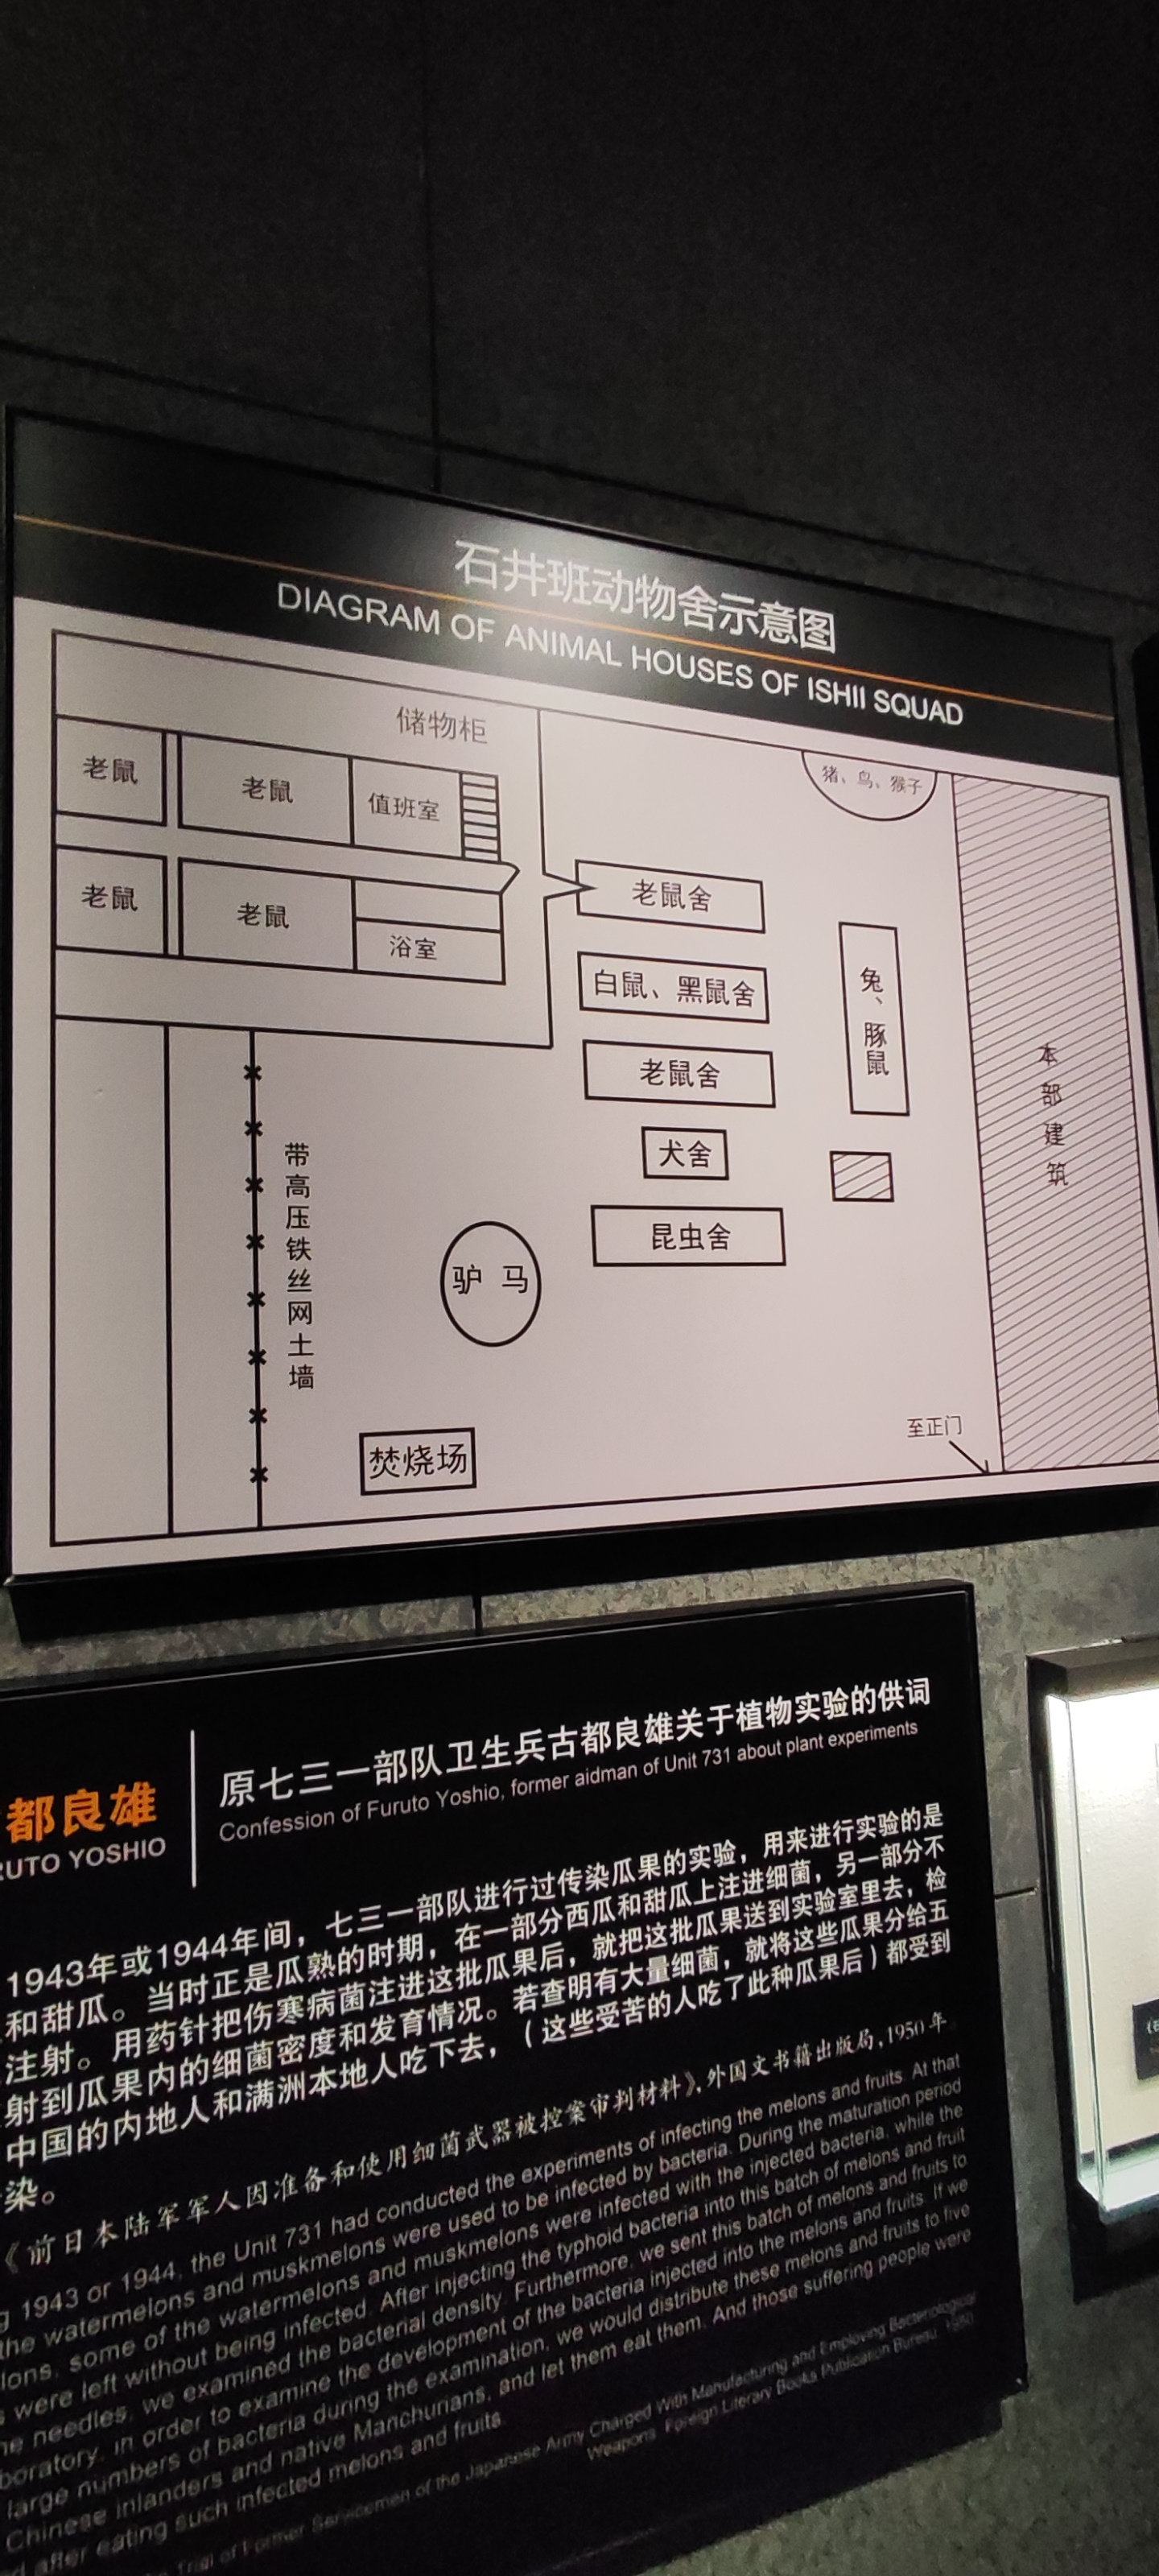 石井班动物舍示意图
DIAGRAM OF ANIMAL HOUSES OF ISHII SQUAD
储物柜
猪、鸟、猴子
老鼠
老鼠
值班室
老鼠舍
老鼠
老鼠
浴室
白鼠、黑鼠舍
兔、豚鼠
老鼠舍
本部建筑
犬舍
带高压铁丝网土墙
昆虫舍
驴 马
焚烧场
至正门
都良雄
RUTO YOSHIO
原七三一部队卫生兵古都良雄关于植物实验的供词
Confession of Furuto Yoshio, former aidman of Unit 731 about plant experiments
1943年或1944年间，七三一部队进行过传染瓜果的实验，用来进行实验的是
和甜瓜。当时正是瓜熟的时期，在一部分西瓜和甜瓜上注进细菌，另一部分不
注射。用药针把伤寒病菌注进这批瓜果后，就把这批瓜果送到实验室里去，检
射到瓜果内的细菌密度和发育情况。若查明有大量细菌，就将这些瓜果分给五
中国的内地人和满洲本地人吃下去，（这些受苦的人吃了此种瓜果后）都受到
染。
《前日本陆军军人因准备和使用细菌武器被控案审判材料》，外国文书籍出版局，1950年
1943 or 1944, the Unit 731 had conducted the experiments of infecting the melons and fruits. At that
the watermelons and muskmelons were used to be infected by bacteria. During the maturation period
lons, some of the watermelons and muskmelons were infected with the injected bacteria, while the
were left without being infected. After injecting the typhoid bacteria into this batch of melons and fruit
needles, we examined the bacterial density. Furthermore, we sent this batch of melons and fruits to
boratory, in order to examine the development of the bacteria injected into the melons and fruits. If we
large numbers of bacteria during the examination, we would distribute these melons and fruits to five
Chinese inlanders and native Manchurians, and let them eat them. And those suffering people were
after eating such infected melons and fruits.
Trial of Former Servicemen of the Japanese Army Charged With Manufacturing and Employing Bacteriological
Weapons, Foreign Literary Books Publication Bureau, 1950